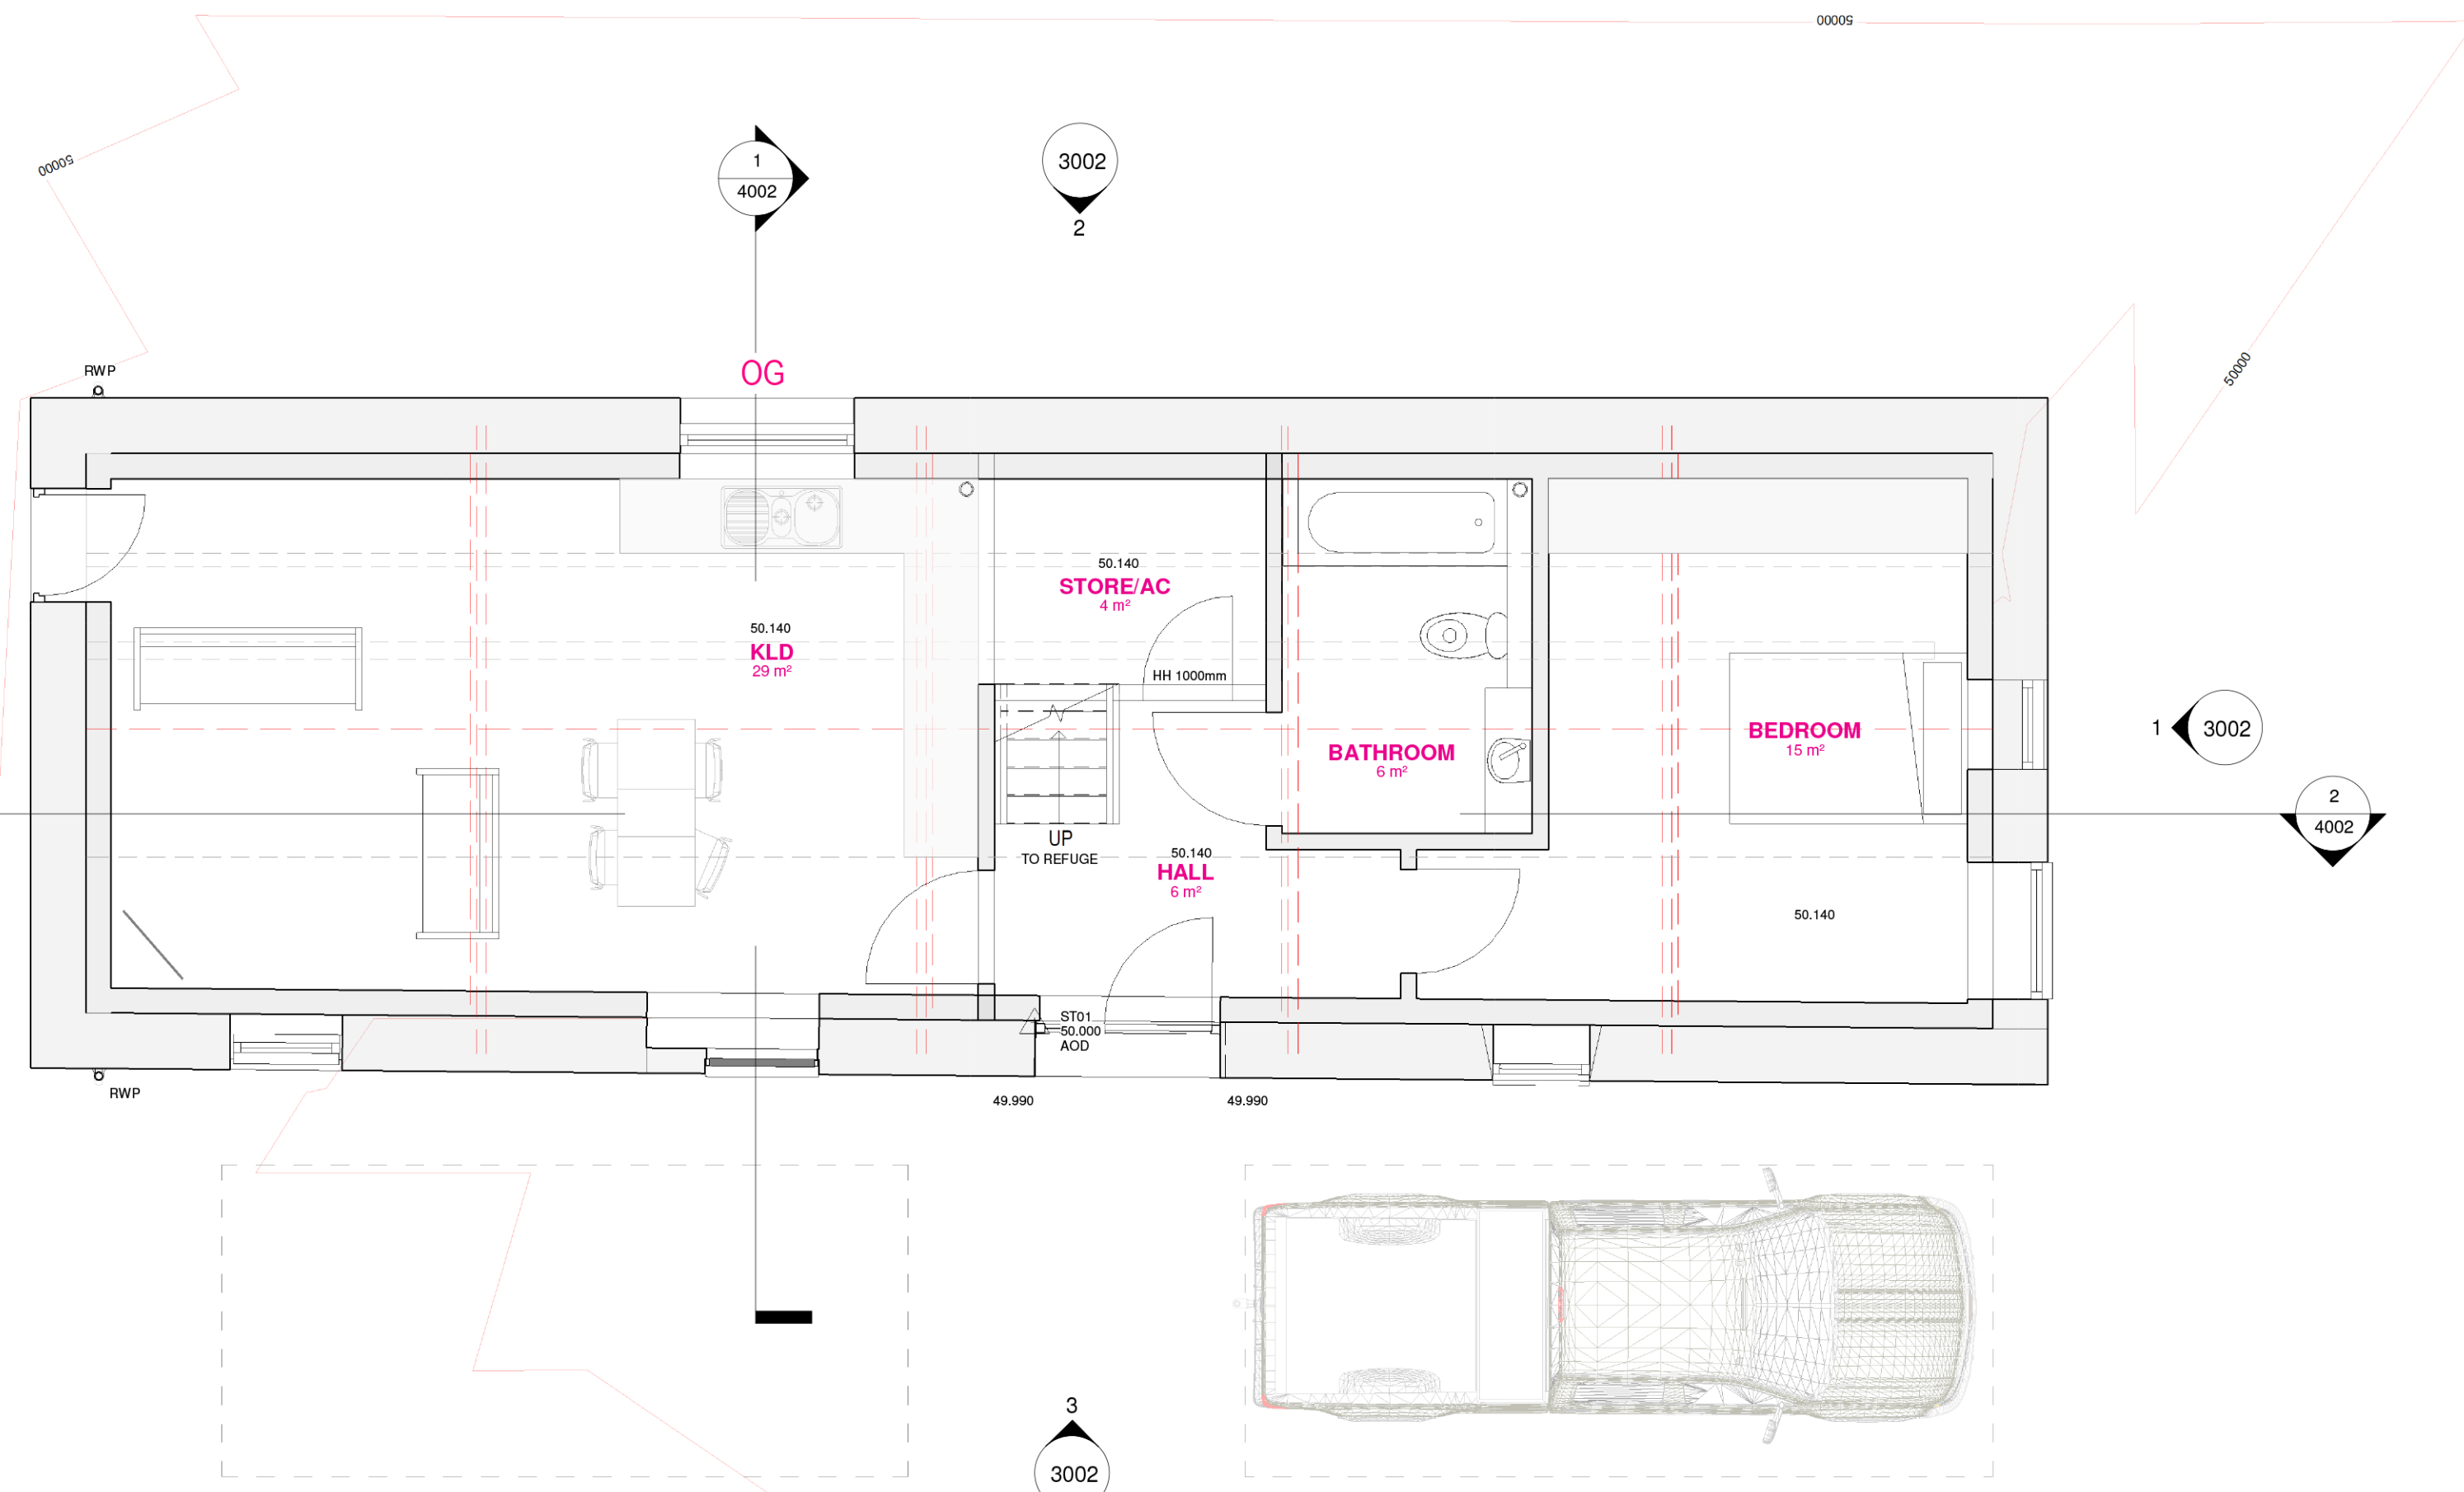 50000
50000
1
4002
3002
2
50000
RWP
OG
50.140
STORE/AC
4 m²
50.140
KLD
29 m²
HH 1000mm
BATHROOM
6 m²
BEDROOM
15 m²
1
3002
2
4002
UP
TO REFUGE
50.140
HALL
6 m²
50.140
ST01
50.000
AOD
RWP
49.990
49.990
3
3002